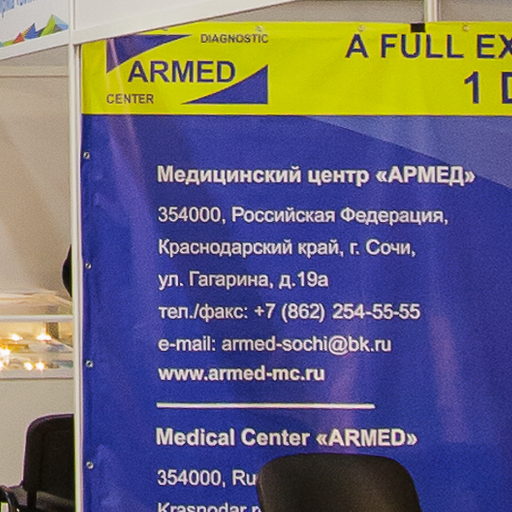 DIAGNOSTIC
ARMED
CENTER
A FULL EX
1 D
Медицинский центр «АРМЕД»
354000, Российская Федерация,
Краснодарский край, г. Сочи,
ул. Гагарина, д.19а
тел./факс: +7 (862) 254-55-55
e-mail: armed-sochi@bk.ru
www.armed-mc.ru
Medical Center «ARMED»
354000, Ru
Krasnodar r